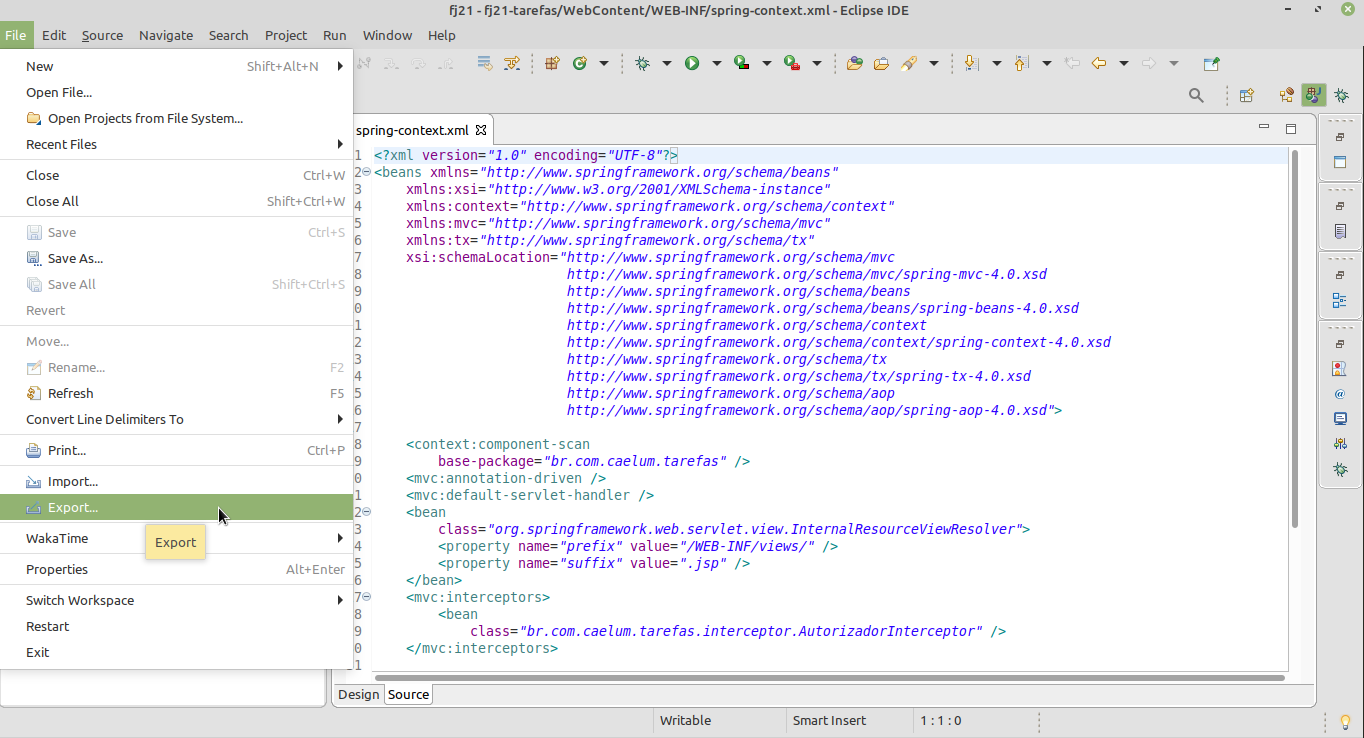 fj21 - fj21-tarefas/WebContent/WEB-INF/spring-context.xml - Eclipse IDE
File Edit Source Navigate Search Project Run Window Help
New Shift+Alt+N
Open File...
Open Projects from File System...
Recent Files
Close Ctrl+W
Close All Shift+Ctrl+W
Save Ctrl+S
Save As...
Save All Shift+Ctrl+S
Revert
Move...
Rename... F2
Refresh F5
Convert Line Delimiters To
Print... Ctrl+P
Import...
Export...
WakaTime
Export
Properties Alt+Enter
Switch Workspace
Restart
Exit
spring-context.xml
1 <?xml version="1.0" encoding="UTF-8"?>
2 <beans xmlns="http://www.springframework.org/schema/beans"
3 xmlns:xsi="http://www.w3.org/2001/XMLSchema-instance"
4 xmlns:context="http://www.springframework.org/schema/context"
5 xmlns:mvc="http://www.springframework.org/schema/mvc"
6 xmlns:tx="http://www.springframework.org/schema/tx"
7 xsi:schemaLocation="http://www.springframework.org/schema/mvc
8 http://www.springframework.org/schema/mvc/spring-mvc-4.0.xsd
9 http://www.springframework.org/schema/beans
0 http://www.springframework.org/schema/beans/spring-beans-4.0.xsd
1 http://www.springframework.org/schema/context
2 http://www.springframework.org/schema/context/spring-context-4.0.xsd
3 http://www.springframework.org/schema/tx
4 http://www.springframework.org/schema/tx/spring-tx-4.0.xsd
5 http://www.springframework.org/schema/aop
6 http://www.springframework.org/schema/aop/spring-aop-4.0.xsd">
7
8 <context:component-scan
9 base-package="br.com.caelum.tarefas" />
0 <mvc:annotation-driven />
1 <mvc:default-servlet-handler />
2 <bean
3 class="org.springframework.web.servlet.view.InternalResourceViewResolver">
4 <property name="prefix" value="/WEB-INF/views/" />
5 <property name="suffix" value=".jsp" />
6 </bean>
7 <mvc:interceptors>
8 <bean
9 class="br.com.caelum.tarefas.interceptor.AutorizadorInterceptor" />
0 </mvc:interceptors>
1
Design Source
Writable Smart Insert 1 : 1 : 0